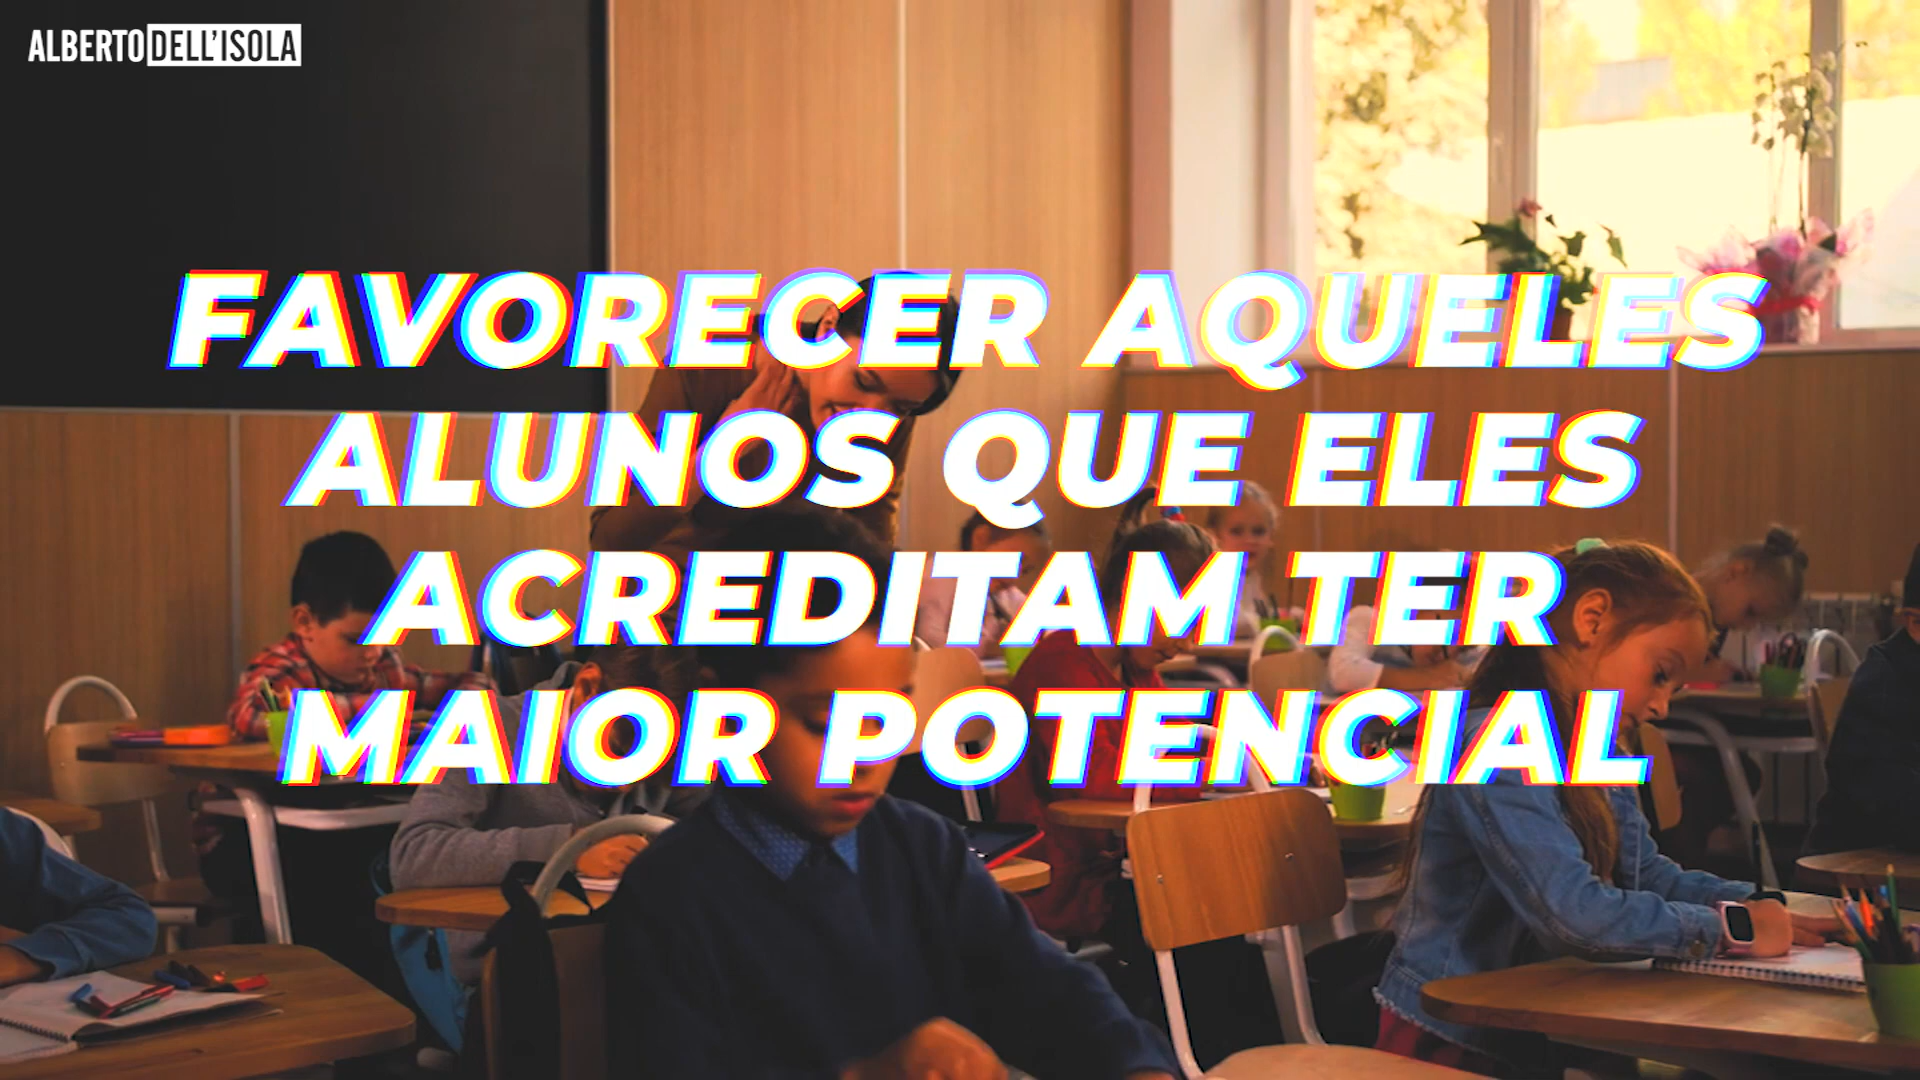 ALBERTO DELL'ISOLA
FAVORECER AQUELES
ALUNOS QUE ELES
ACREDITAM TER
MAIOR POTENCIAL